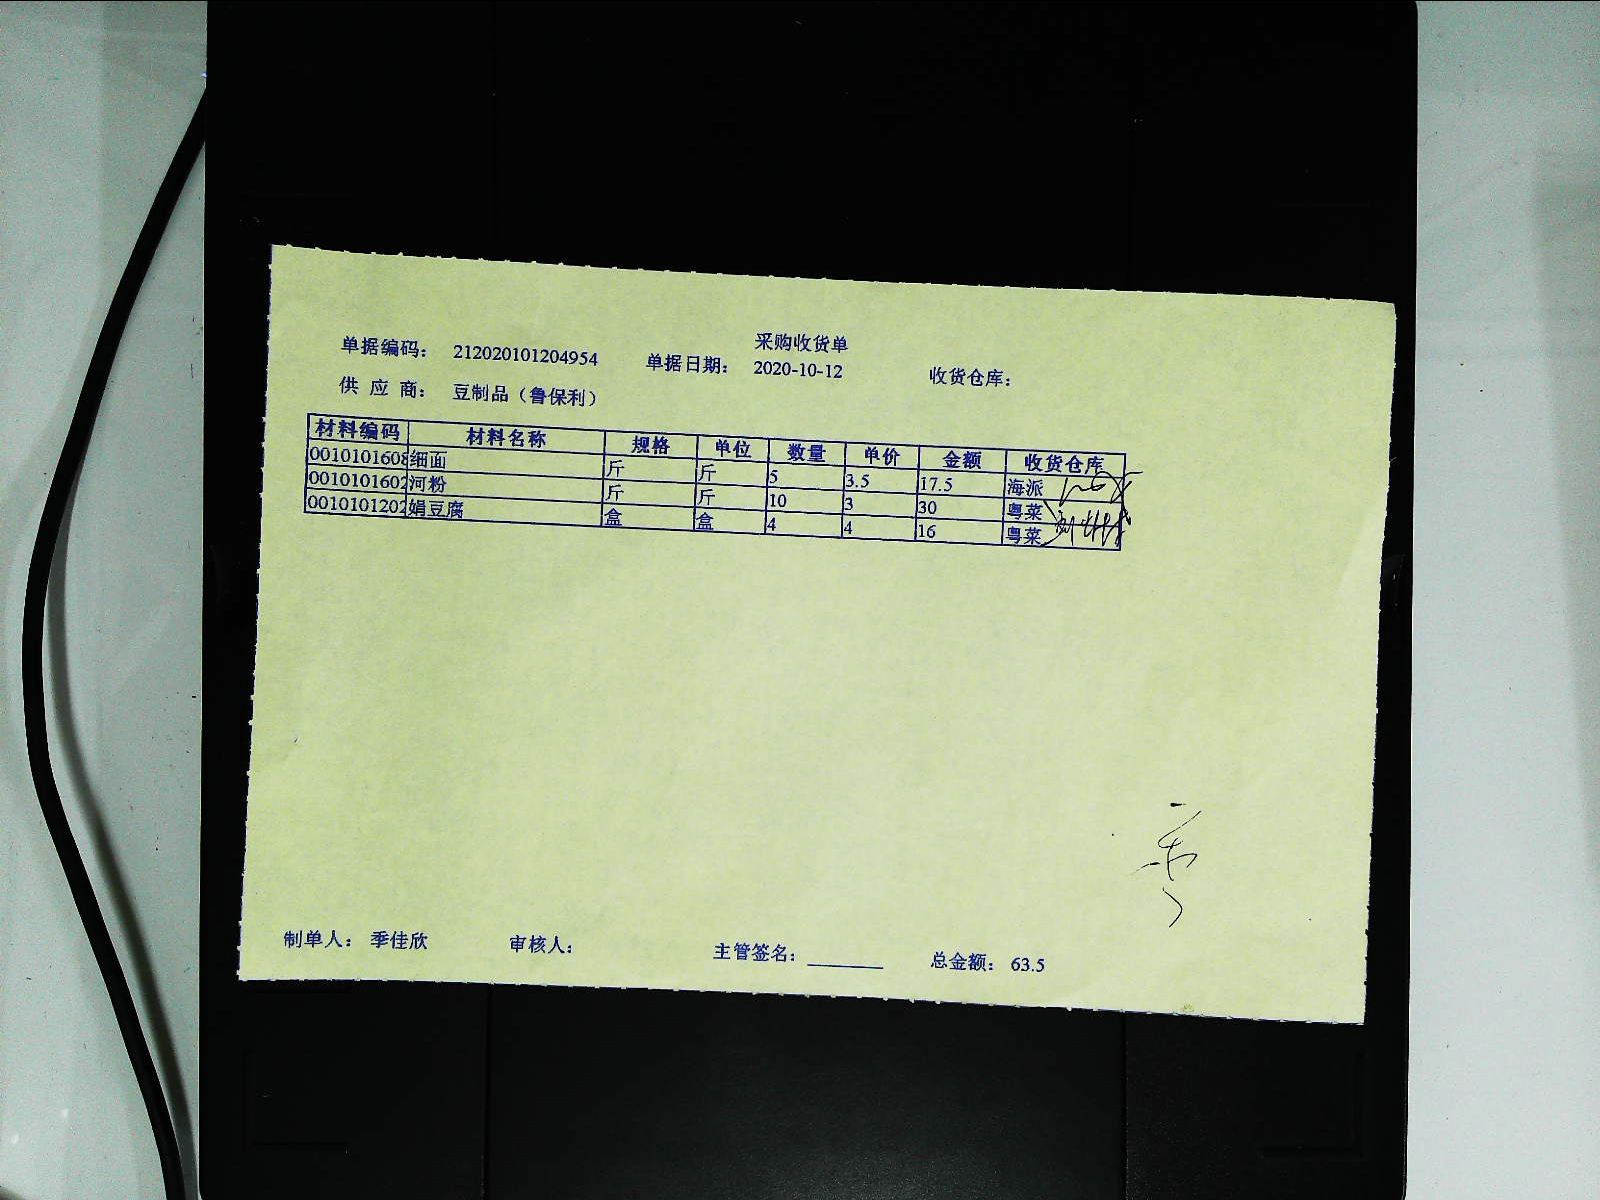 采购收货单
单据编码： 212020101204954 单据日期： 2020-10-12 收货仓库：
供 应 商： 豆制品（鲁保利）
材料编码 材料名称 规格 单位 数量 单价 金额 收货仓库
0010101608 细面 斤 斤 5 3.5 17.5 海派
0010101602 河粉 斤 斤 10 3 30 粤菜
0010101202 娟豆腐 盒 盒 4 4 16 粤菜
制单人： 季佳欣 审核人： 主管签名： ________ 总金额： 63.5